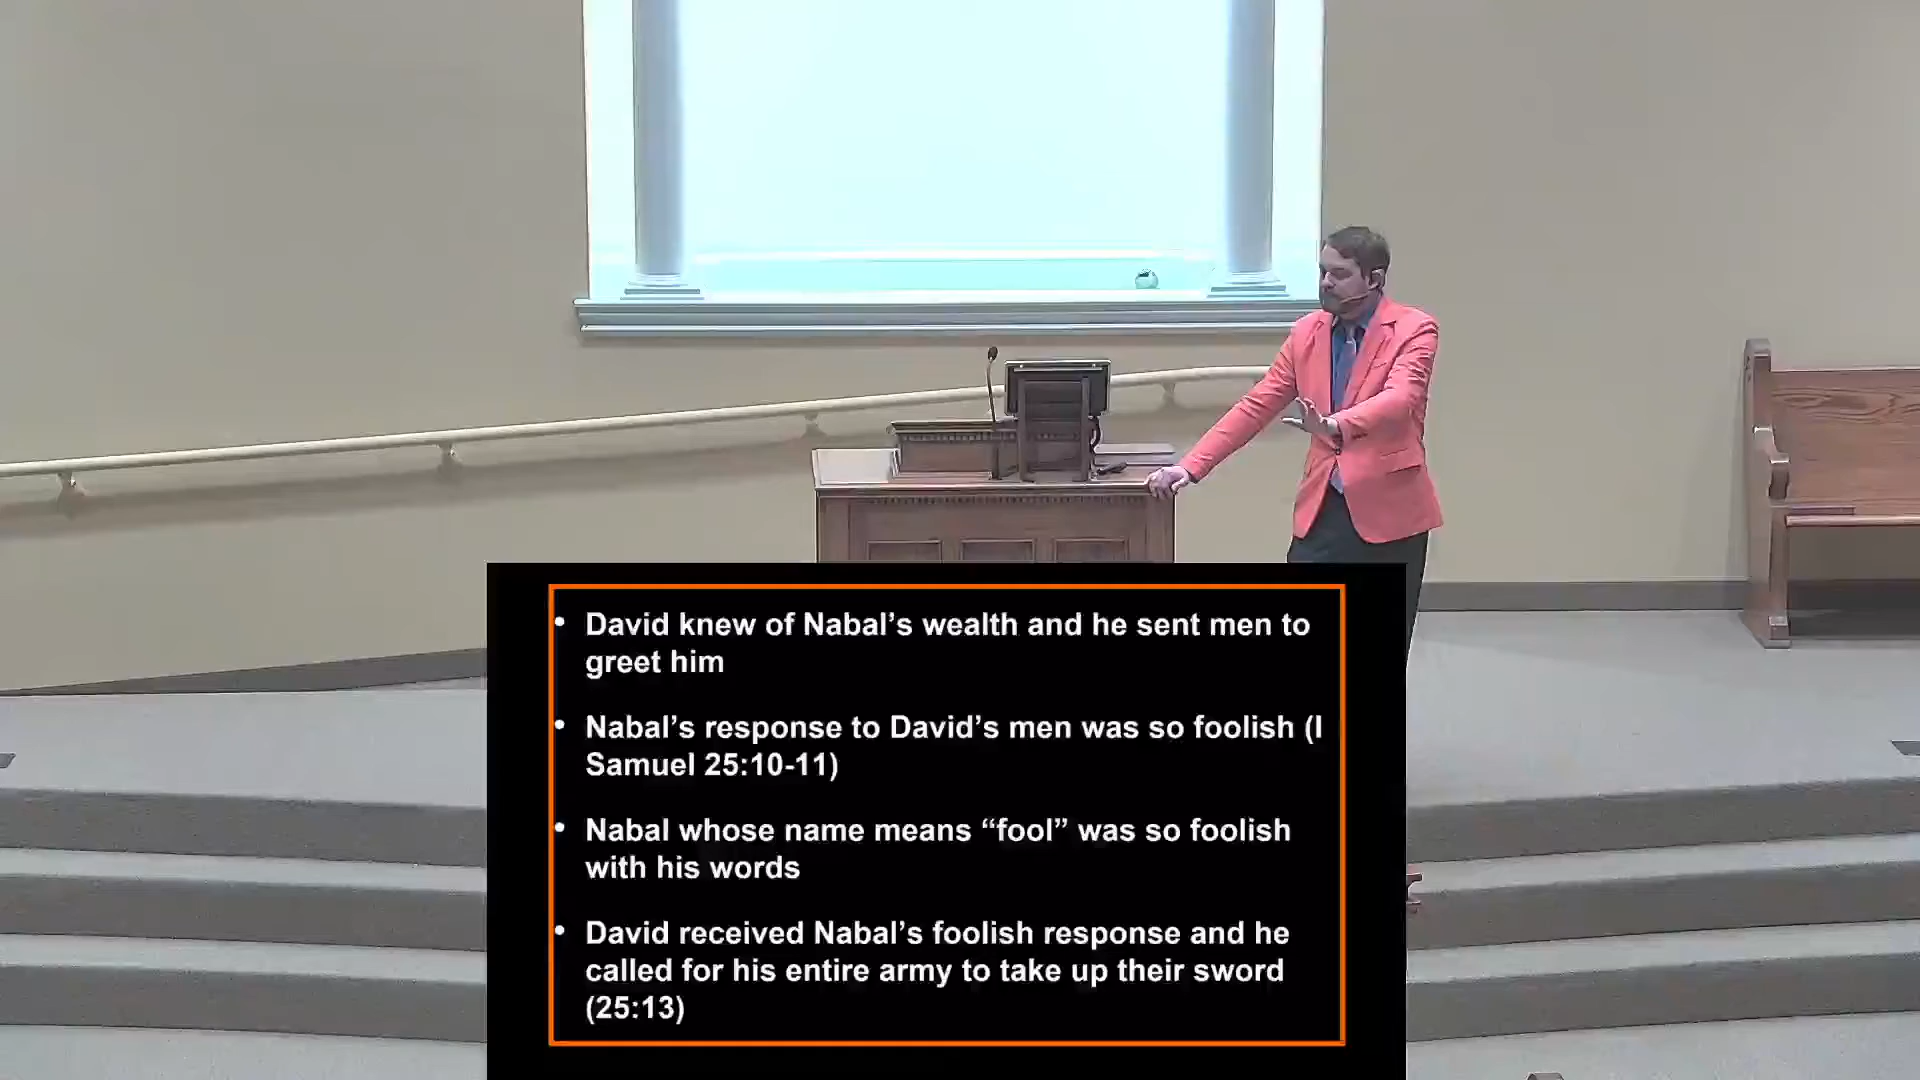 • David knew of Nabal’s wealth and he sent men to
greet him
• Nabal’s response to David’s men was so foolish (I
Samuel 25:10-11)
• Nabal whose name means “fool” was so foolish
with his words
• David received Nabal’s foolish response and he
called for his entire army to take up their sword
(25:13)